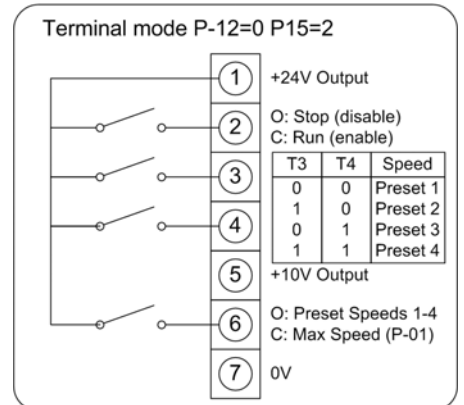 Terminal mode P-12=0 P15=2
1 +24V Output
2 O: Stop (disable)
C: Run (enable)
3 T3 T4 Speed
0 0 Preset 1
1 0 Preset 2
4 0 1 Preset 3
1 1 Preset 4
5 +10V Output
6 O: Preset Speeds 1-4
C: Max Speed (P-01)
7 0V